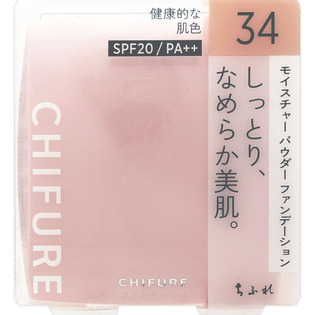 健康的な
肌色
SPF20 / PA++
34
モイスチャー パウダー ファンデーション
しっとり、
なめらか美肌。
CHIFURE
CHIFURE
ちふれ